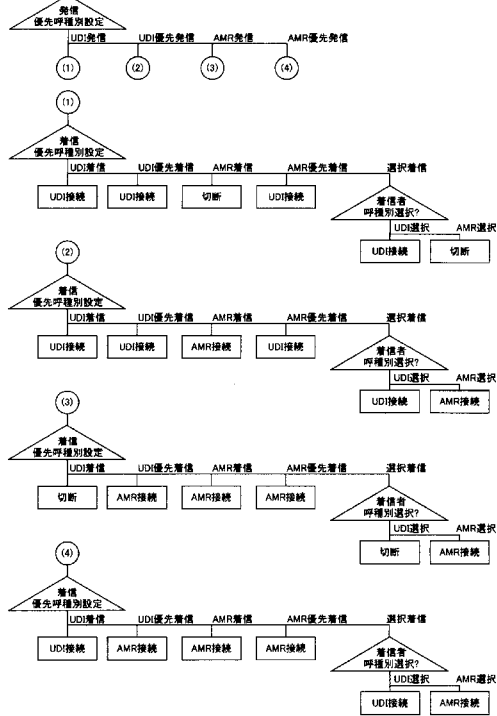 発信
優先呼種別設定
UDI発信 UDI優先発信 AMR発信 AMR優先発信
(1) (2) (3) (4)
(1)
着信
優先呼種別設定
UDI着信 UDI優先着信 AMR着信 AMR優先着信 選択着信
UDI接続 UDI接続 切断 UDI接続
着信者
呼種別選択?
UDI選択 AMR選択
UDI接続 切断
(2)
着信
優先呼種別設定
UDI着信 UDI優先着信 AMR着信 AMR優先着信 選択着信
UDI接続 UDI接続 AMR接続 UDI接続
着信者
呼種別選択?
UDI選択 AMR選択
UDI接続 AMR接続
(3)
着信
優先呼種別設定
UDI着信 UDI優先着信 AMR着信 AMR優先着信 選択着信
切断 AMR接続 AMR接続 AMR接続
着信者
呼種別選択?
UDI選択 AMR選択
切断 AMR接続
(4)
着信
優先呼種別設定
UDI着信 UDI優先着信 AMR着信 AMR優先着信 選択着信
UDI接続 AMR接続 AMR接続 AMR接続
着信者
呼種別選択?
UDI選択 AMR選択
UDI接続 AMR接続